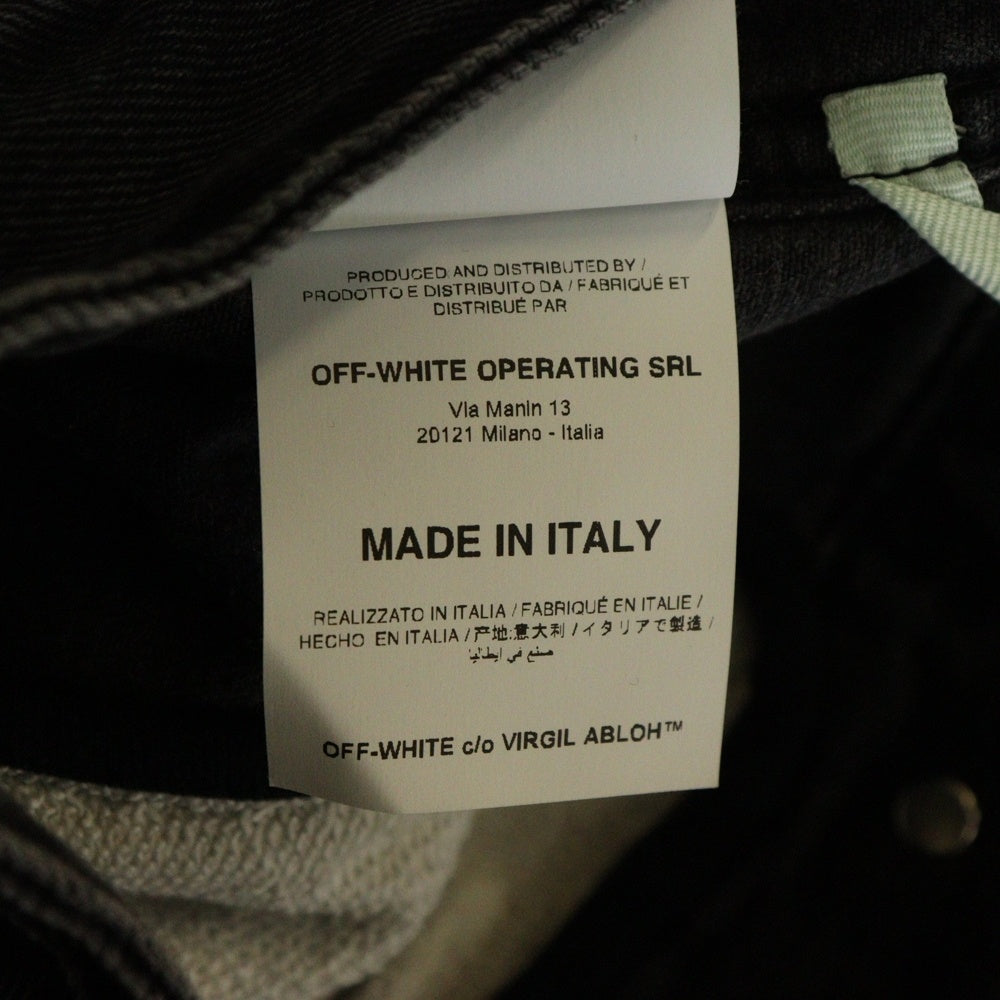 PRODUCED AND DISTRIBUTED BY /
PRODOTTO E DISTRIBUITO DA / FABRIQUÉ ET
DISTRIBUÉ PAR
OFF-WHITE OPERATING SRL
Via Manin 13
20121 Milano - Italia
MADE IN ITALY
REALIZZATO IN ITALIA / FABRIQUÉ EN ITALIE /
HECHO EN ITALIA / 产地:意大利 / イタリアで製造 /
صنع في ايطاليا
OFF-WHITE c/o VIRGIL ABLOH™